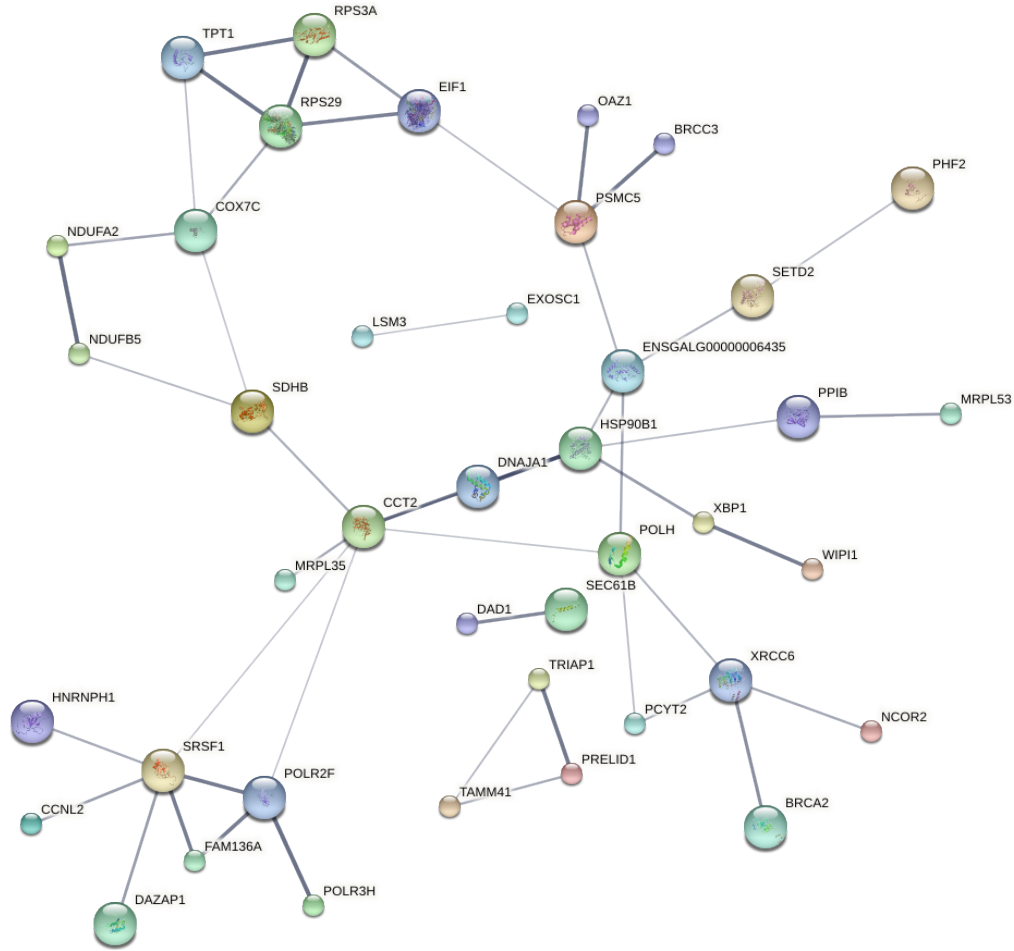 RPS3A
TPT1
EIF1
RPS29
OAZ1
BRCC3
PHF2
PSMC5
COX7C
NDUFA2
SETD2
EXOSC1
LSM3
NDUFB5
ENSGALG00000006435
SDHB
PPIB
MRPL53
HSP90B1
DNAJA1
CCT2
XBP1
POLH
WIPI1
MRPL35
SEC61B
DAD1
XRCC6
TRIAP1
HNRNPH1
PCYT2
NCOR2
SRSF1
PRELID1
POLR2F
TAMM41
BRCA2
CCNL2
FAM136A
POLR3H
DAZAP1